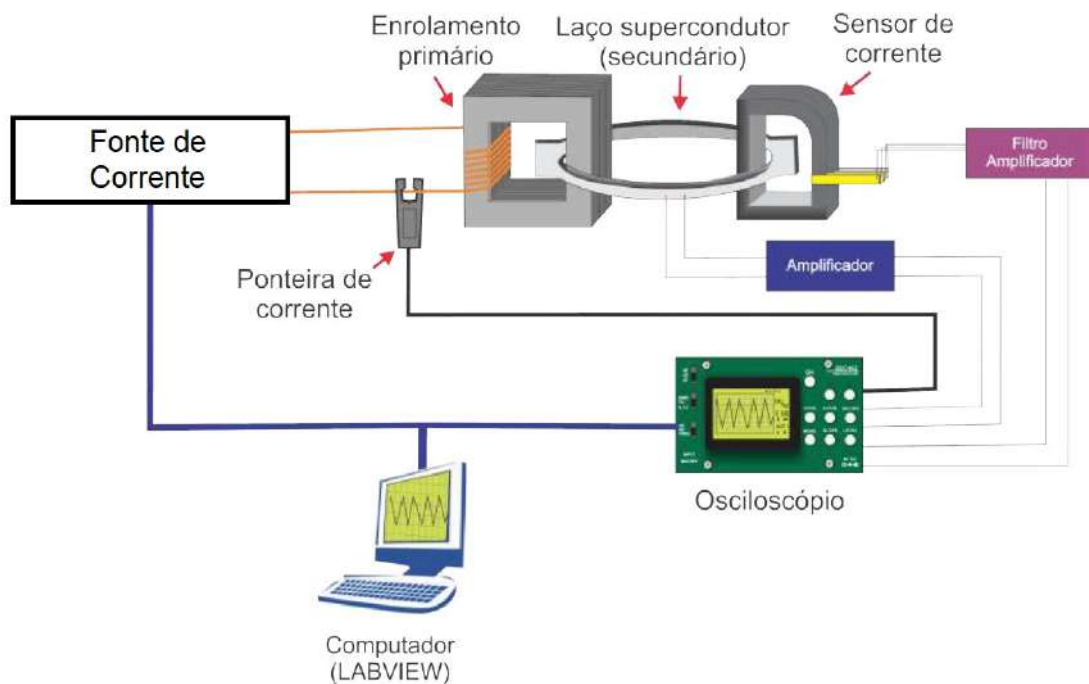 Enrolamento
primário
Laço supercondutor
(secundário)
Sensor de
corrente
Fonte de
Corrente
Filtro
Amplificador
Ponteira de
corrente
Amplificador
Osciloscópio
Computador
(LABVIEW)